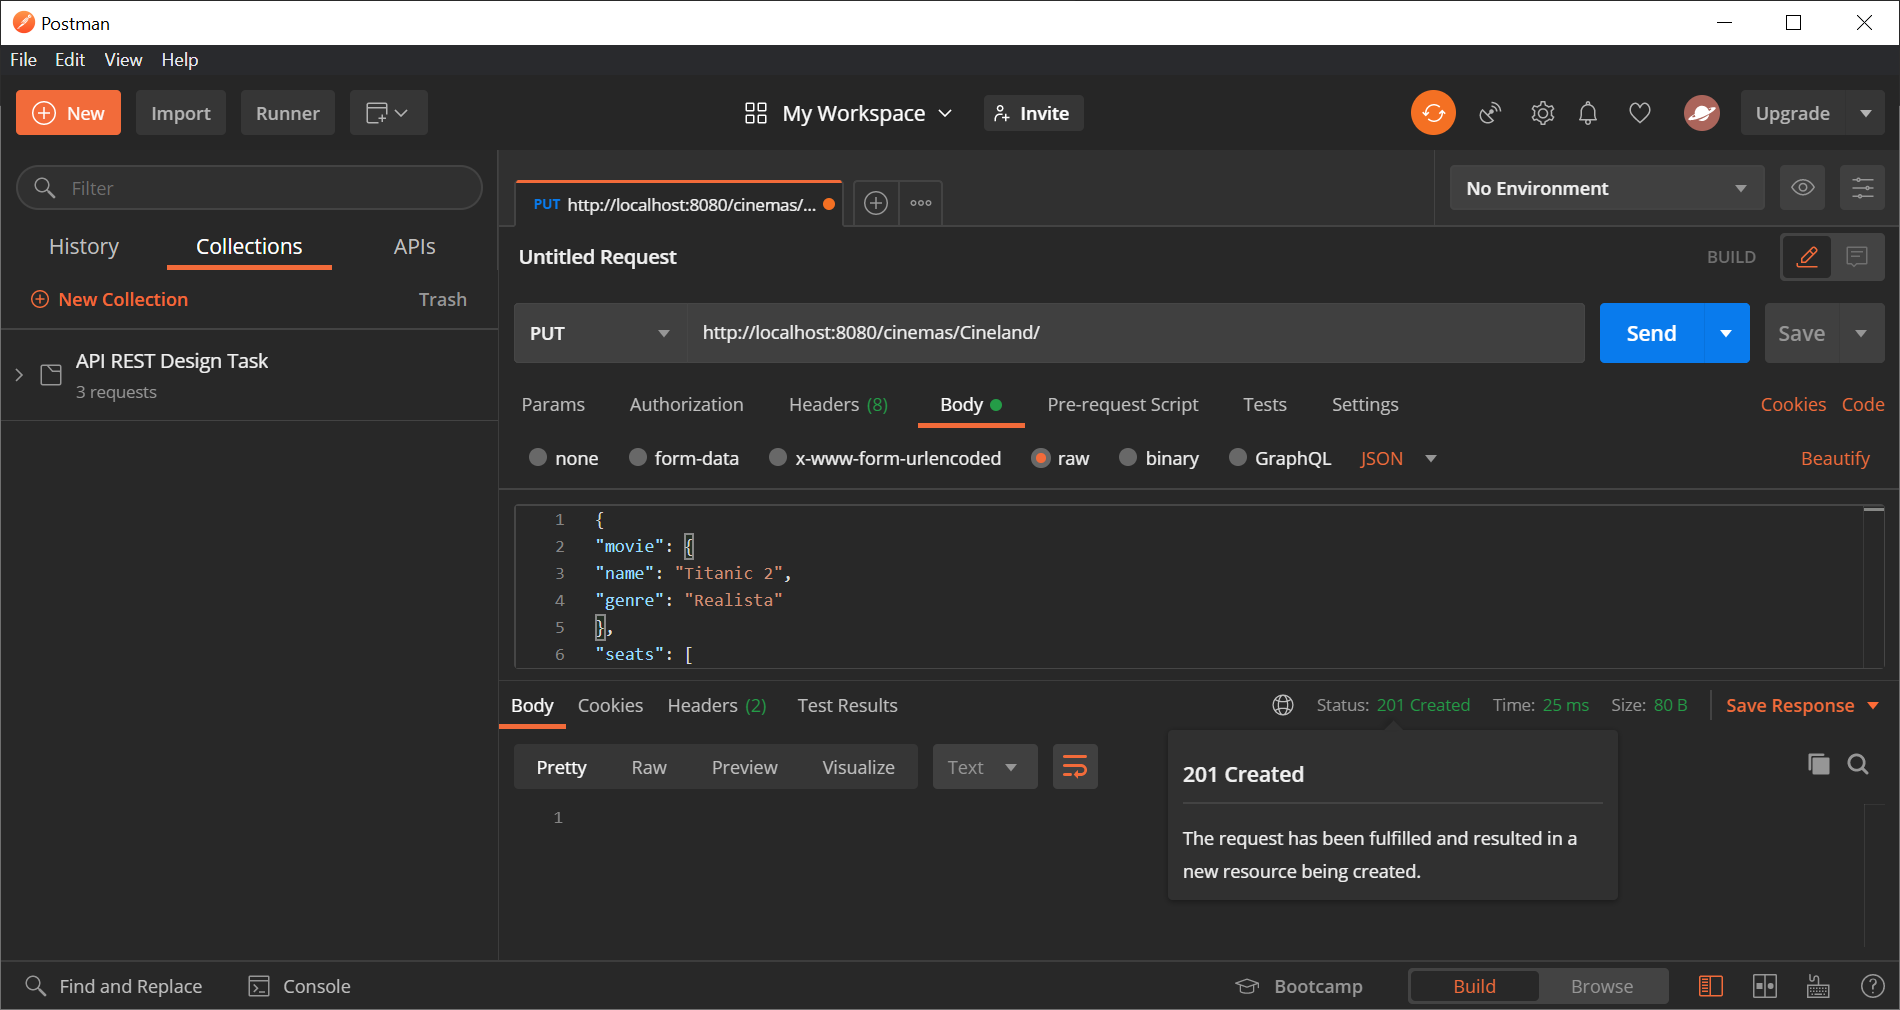 Postman
File Edit View Help
New Import Runner My Workspace Invite Upgrade
Filter
History Collections APIs
New Collection Trash
API REST Design Task
3 requests
PUT http://localhost:8080/cinemas/... No Environment
Untitled Request BUILD
PUT http://localhost:8080/cinemas/Cineland/ Send Save
Params Authorization Headers (8) Body Pre-request Script Tests Settings Cookies Code
none form-data x-www-form-urlencoded raw binary GraphQL JSON Beautify
1 {
2 "movie": {
3 "name": "Titanic 2",
4 "genre": "Realista"
5 },
6 "seats": [
Body Cookies Headers (2) Test Results Status: 201 Created Time: 25 ms Size: 80 B Save Response
Pretty Raw Preview Visualize Text
1
201 Created
The request has been fulfilled and resulted in a
new resource being created.
Find and Replace Console Bootcamp Build Browse